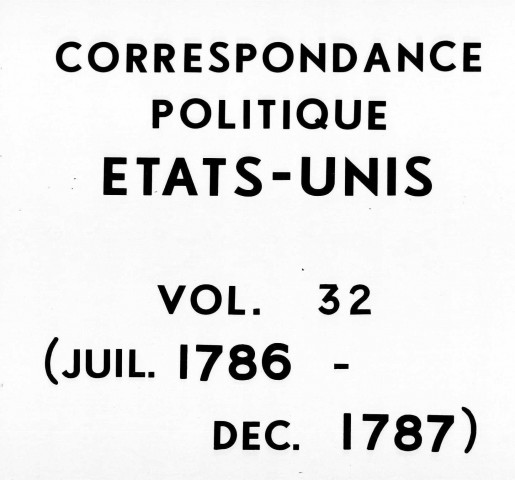 CORRESPONDANCE
POLITIQUE
ETATS-UNIS
VOL. 32
(JUIL. 1786 -
DEC. 1787)